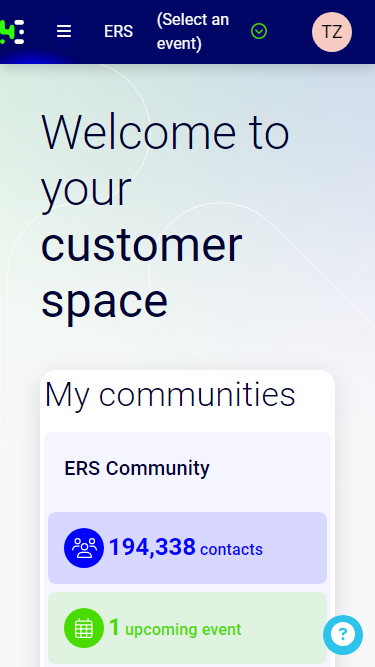 ERS
(Select an
event)
TZ
Welcome to
your
customer
space
My communities
ERS Community
194,338 contacts
1 upcoming event
?